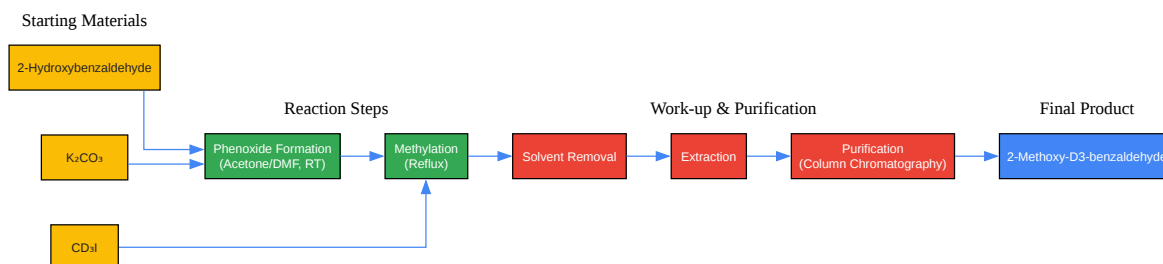 Starting Materials
2-Hydroxybenzaldehyde
Reaction Steps
Work-up & Purification
Final Product
K₂CO₃
Phenoxide Formation
(Acetone/DMF, RT)
Methylation
(Reflux)
Solvent Removal
Extraction
Purification
(Column Chromatography)
2-Methoxy-D3-benzaldehyde
CD₃I